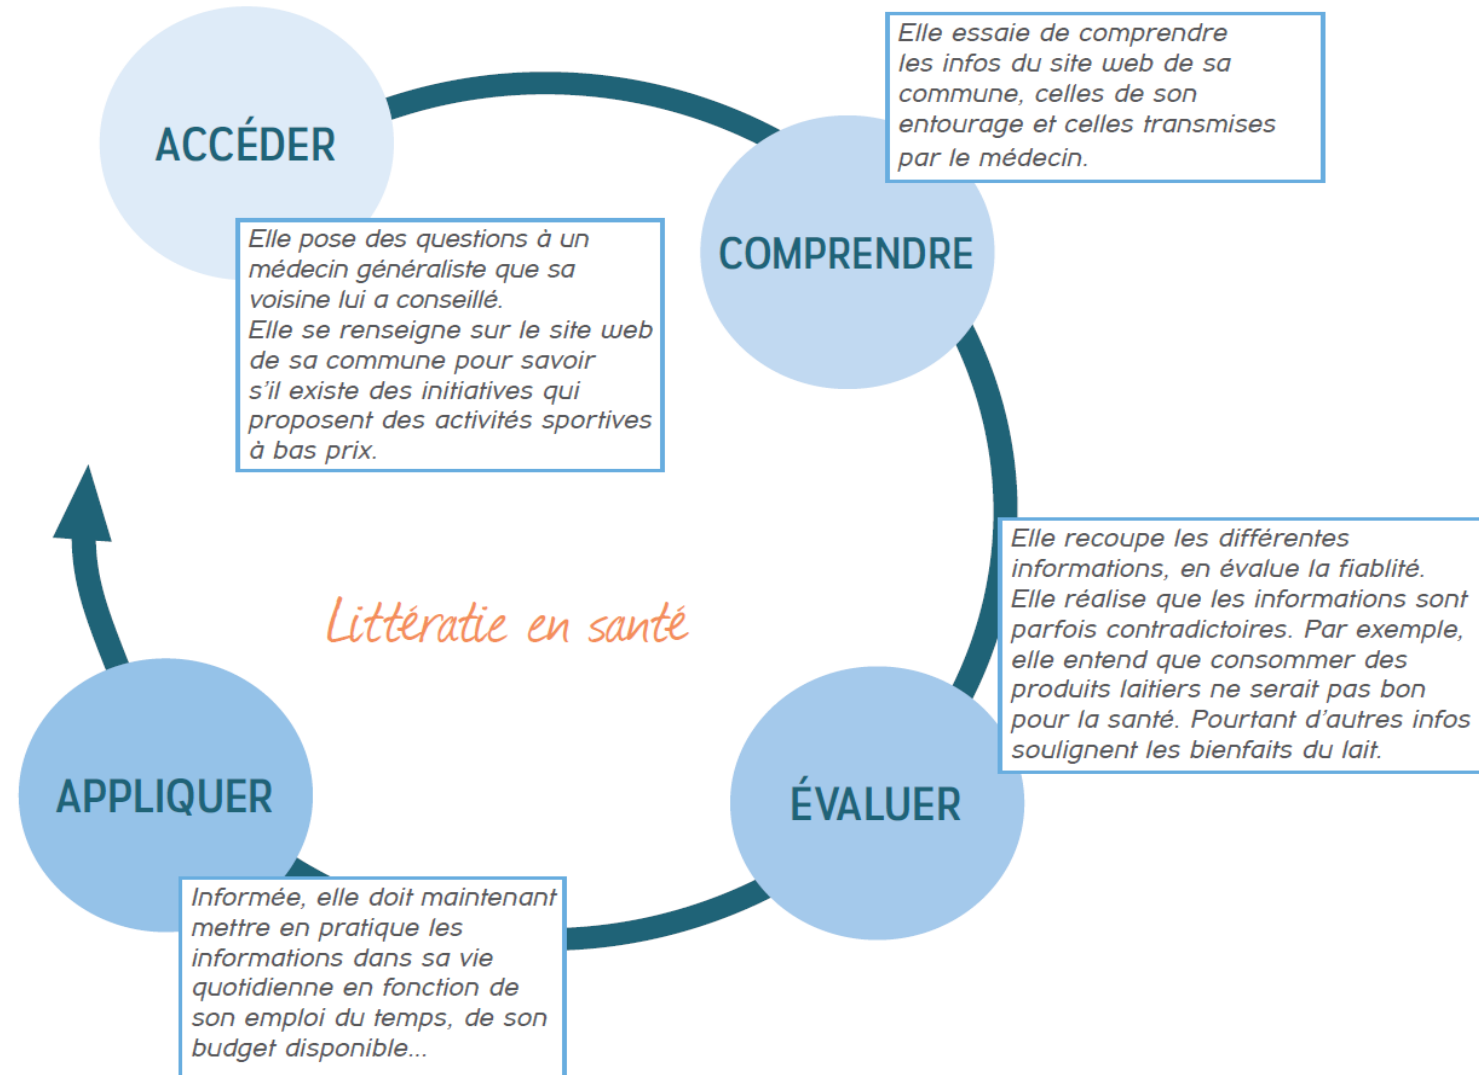 ACCÉDER
Elle pose des questions à un
médecin généraliste que sa
voisine lui a conseillé.
Elle se renseigne sur le site web
de sa commune pour savoir
s'il existe des initiatives qui
proposent des activités sportives
à bas prix.
Elle essaie de comprendre
les infos du site web de sa
commune, celles de son
entourage et celles transmises
par le médecin.
COMPRENDRE
Elle recoupe les différentes
informations, en évalue la fiablité.
Elle réalise que les informations sont
parfois contradictoires. Par exemple,
elle entend que consommer des
produits laitiers ne serait pas bon
pour la santé. Pourtant d'autres infos
soulignent les bienfaits du lait.
ÉVALUER
Littératie en santé
APPLIQUER
Informée, elle doit maintenant
mettre en pratique les
informations dans sa vie
quotidienne en fonction de
son emploi du temps, de son
budget disponible...